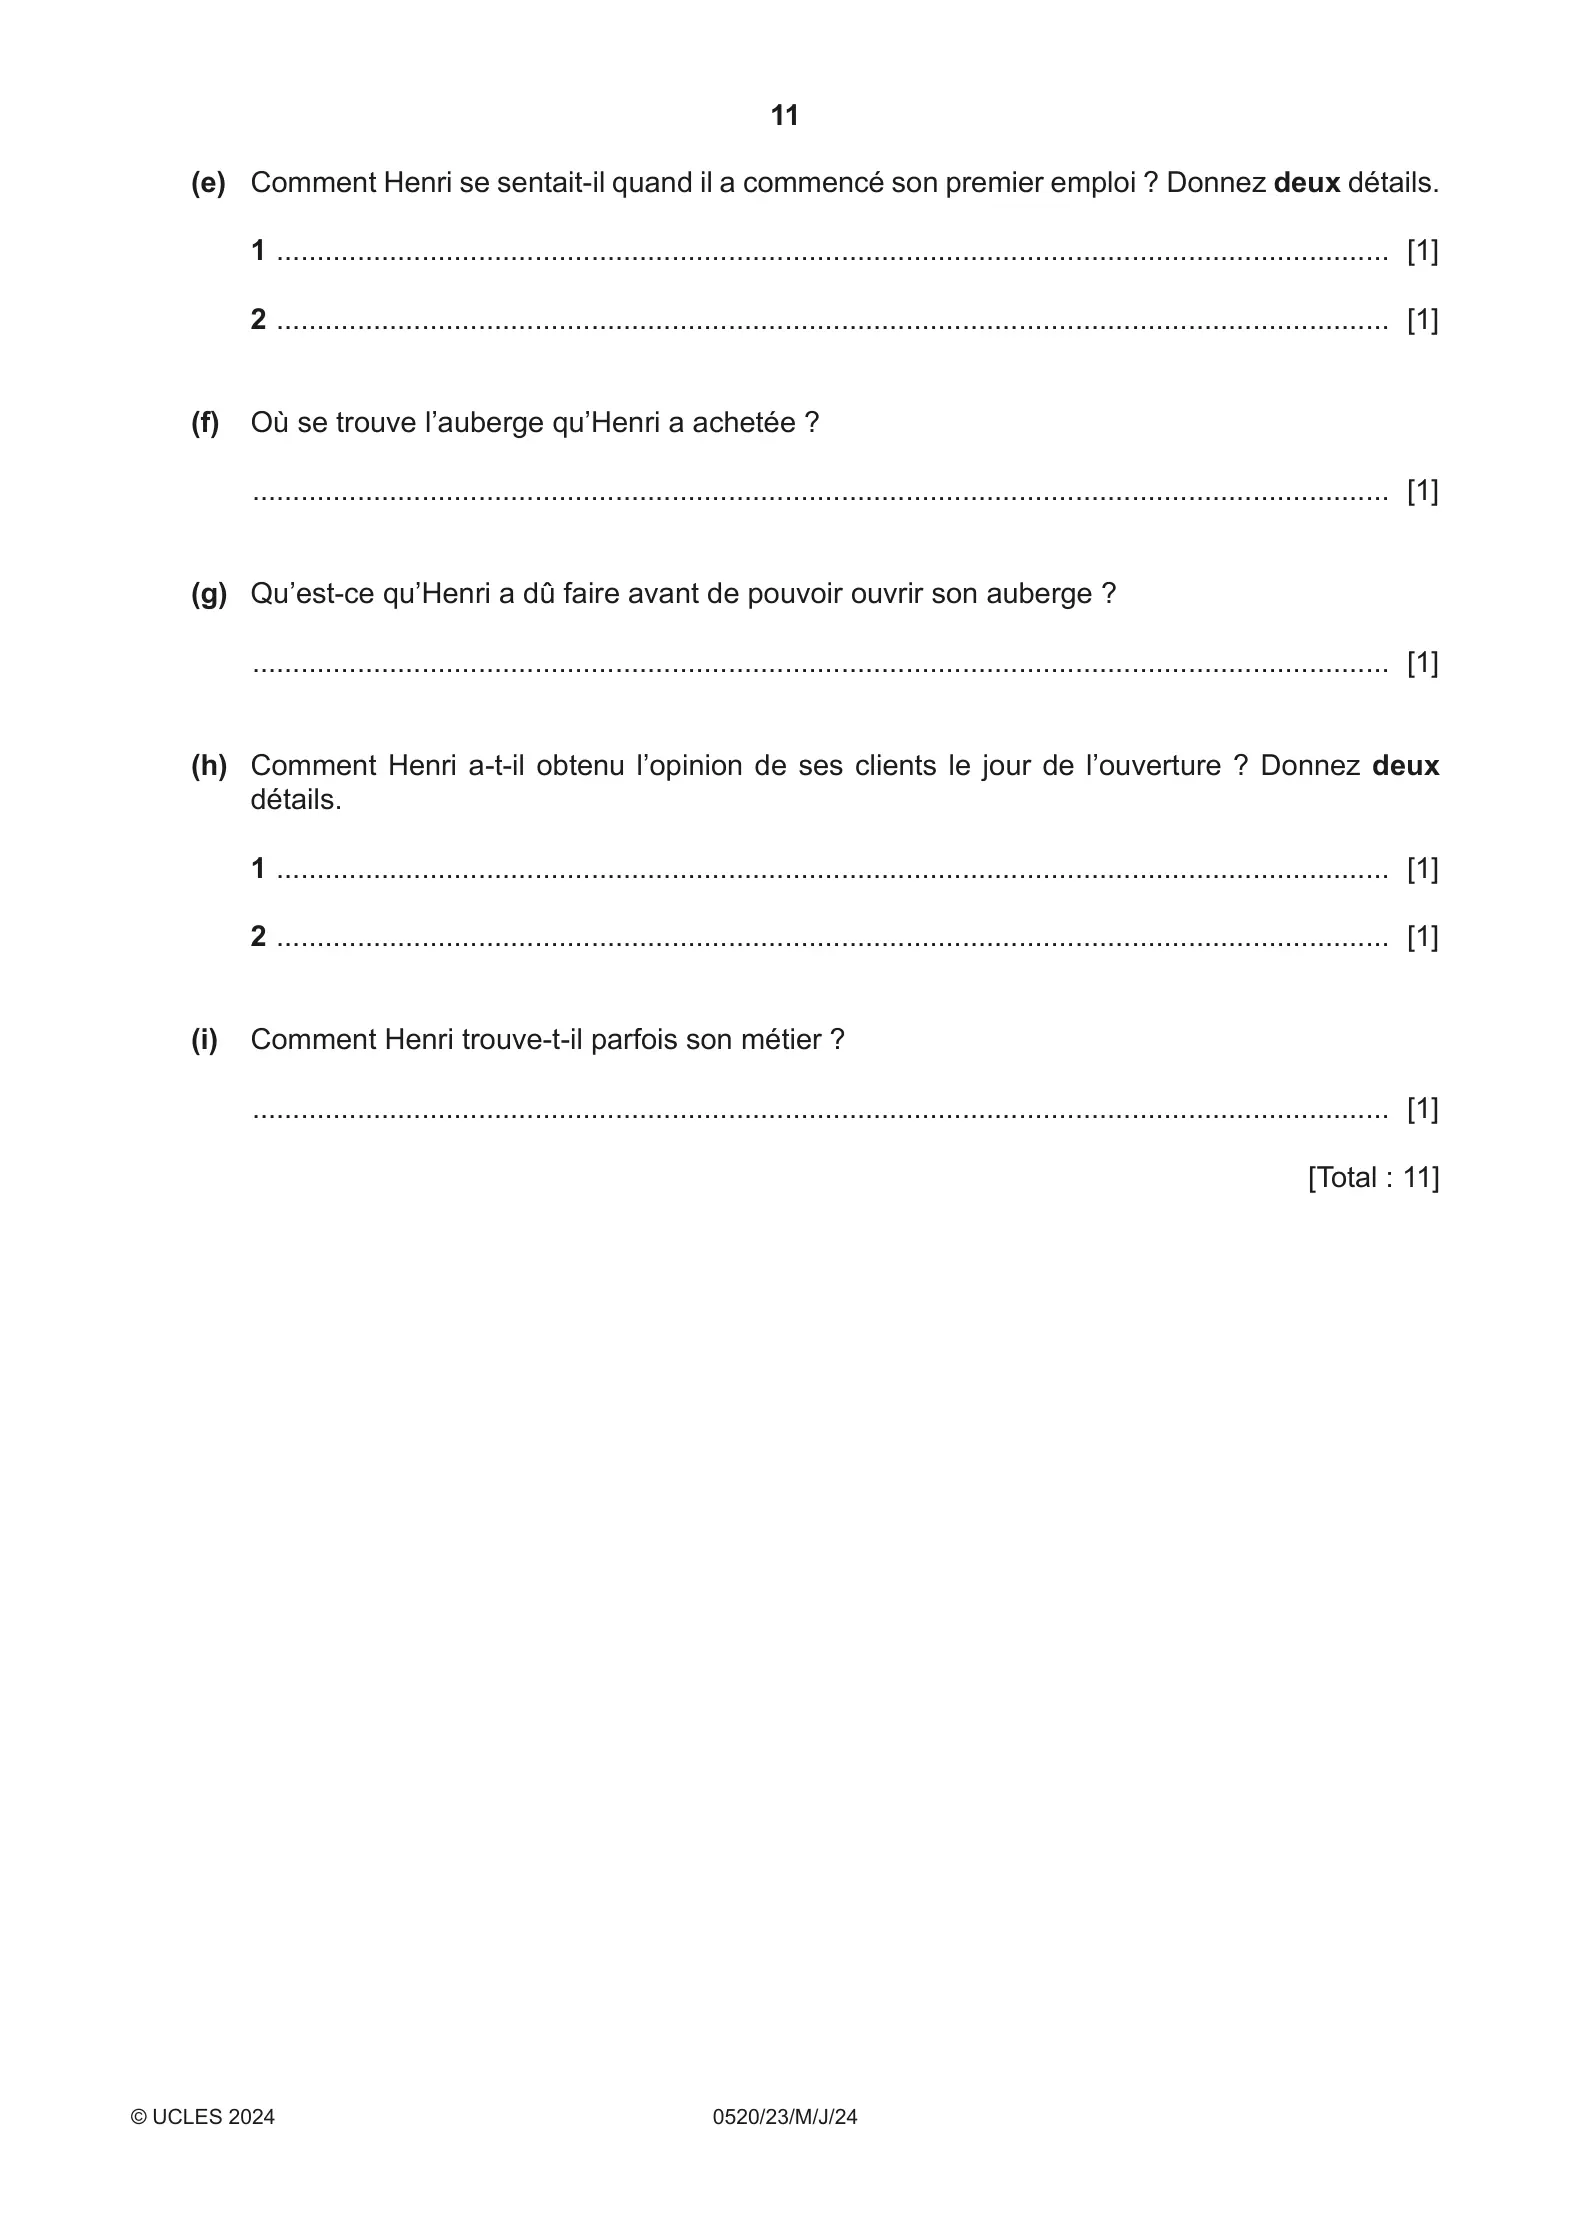 11
(e) Comment Henri se sentait-il quand il a commencé son premier emploi ? Donnez deux détails.
1 ........................................................................................................................................ [1]
2 ........................................................................................................................................ [1]
(f) Où se trouve l’auberge qu’Henri a achetée ?
........................................................................................................................................... [1]
(g) Qu’est-ce qu’Henri a dû faire avant de pouvoir ouvrir son auberge ?
........................................................................................................................................... [1]
(h) Comment Henri a-t-il obtenu l’opinion de ses clients le jour de l’ouverture ? Donnez deux
détails.
1 ........................................................................................................................................ [1]
2 ........................................................................................................................................ [1]
(i) Comment Henri trouve-t-il parfois son métier ?
........................................................................................................................................... [1]
[Total : 11]
© UCLES 2024 0520/23/M/J/24